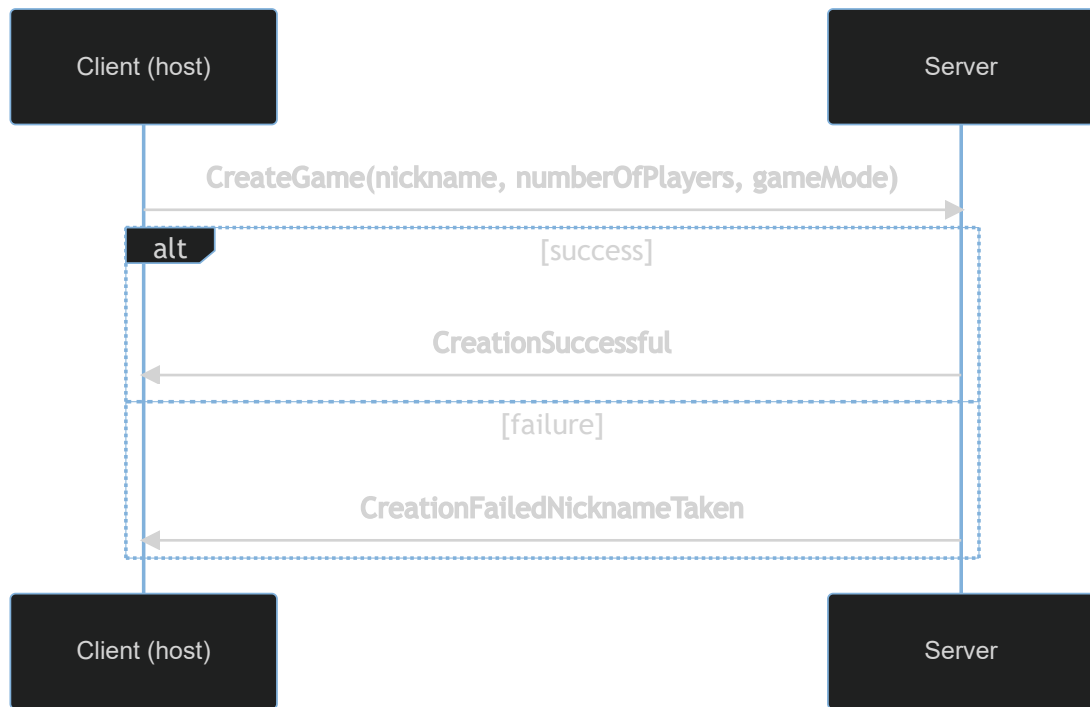 Client (host)
Server
CreateGame(nickname, numberOfPlayers, gameMode)
alt
[success]
CreationSuccessful
[failure]
CreationFailedNicknameTaken
Client (host)
Server